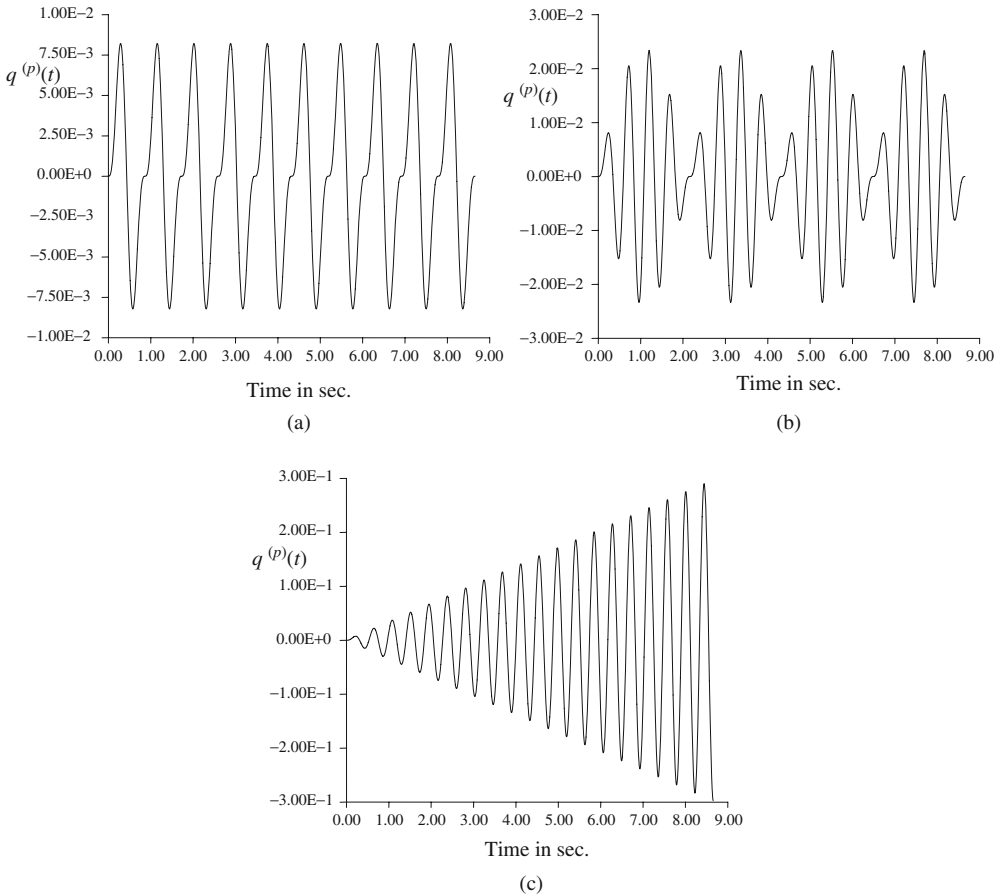 1.00E−2
7.50E−3
q (p)(t)
5.00E−3
2.50E−3
0.00E+0
−2.50E−3
−5.00E−3
−7.50E−3
−1.00E−2
0.00 1.00 2.00 3.00 4.00 5.00 6.00 7.00 8.00 9.00
Time in sec.
(a)
3.00E−2
2.00E−2
q (p)(t)
1.00E−2
0.00E+0
−1.00E−2
−2.00E−2
−3.00E−2
0.00 1.00 2.00 3.00 4.00 5.00 6.00 7.00 8.00 9.00
Time in sec.
(b)
3.00E−1
2.00E−1
q (p)(t)
1.00E−1
0.00E+0
−1.00E−1
−2.00E−1
−3.00E−1
0.00 1.00 2.00 3.00 4.00 5.00 6.00 7.00 8.00 9.00
Time in sec.
(c)